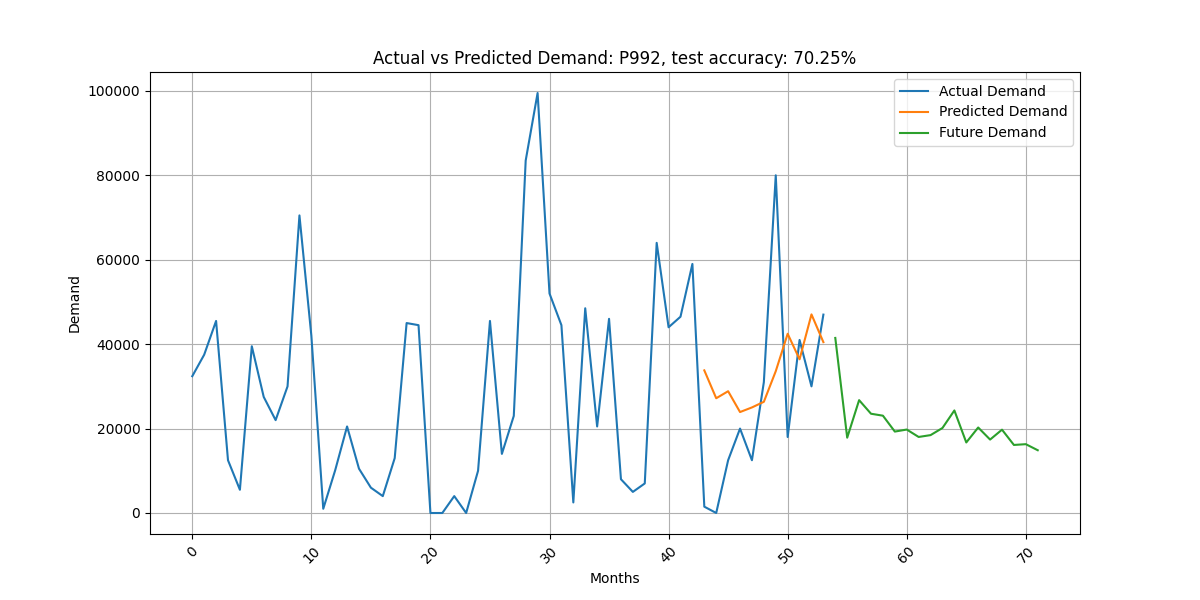 Actual vs Predicted Demand: P992, test accuracy: 70.25%
Actual Demand
Predicted Demand
Future Demand
100000
80000
60000
40000
20000
0
Demand
0 10 20 30 40 50 60 70
Months